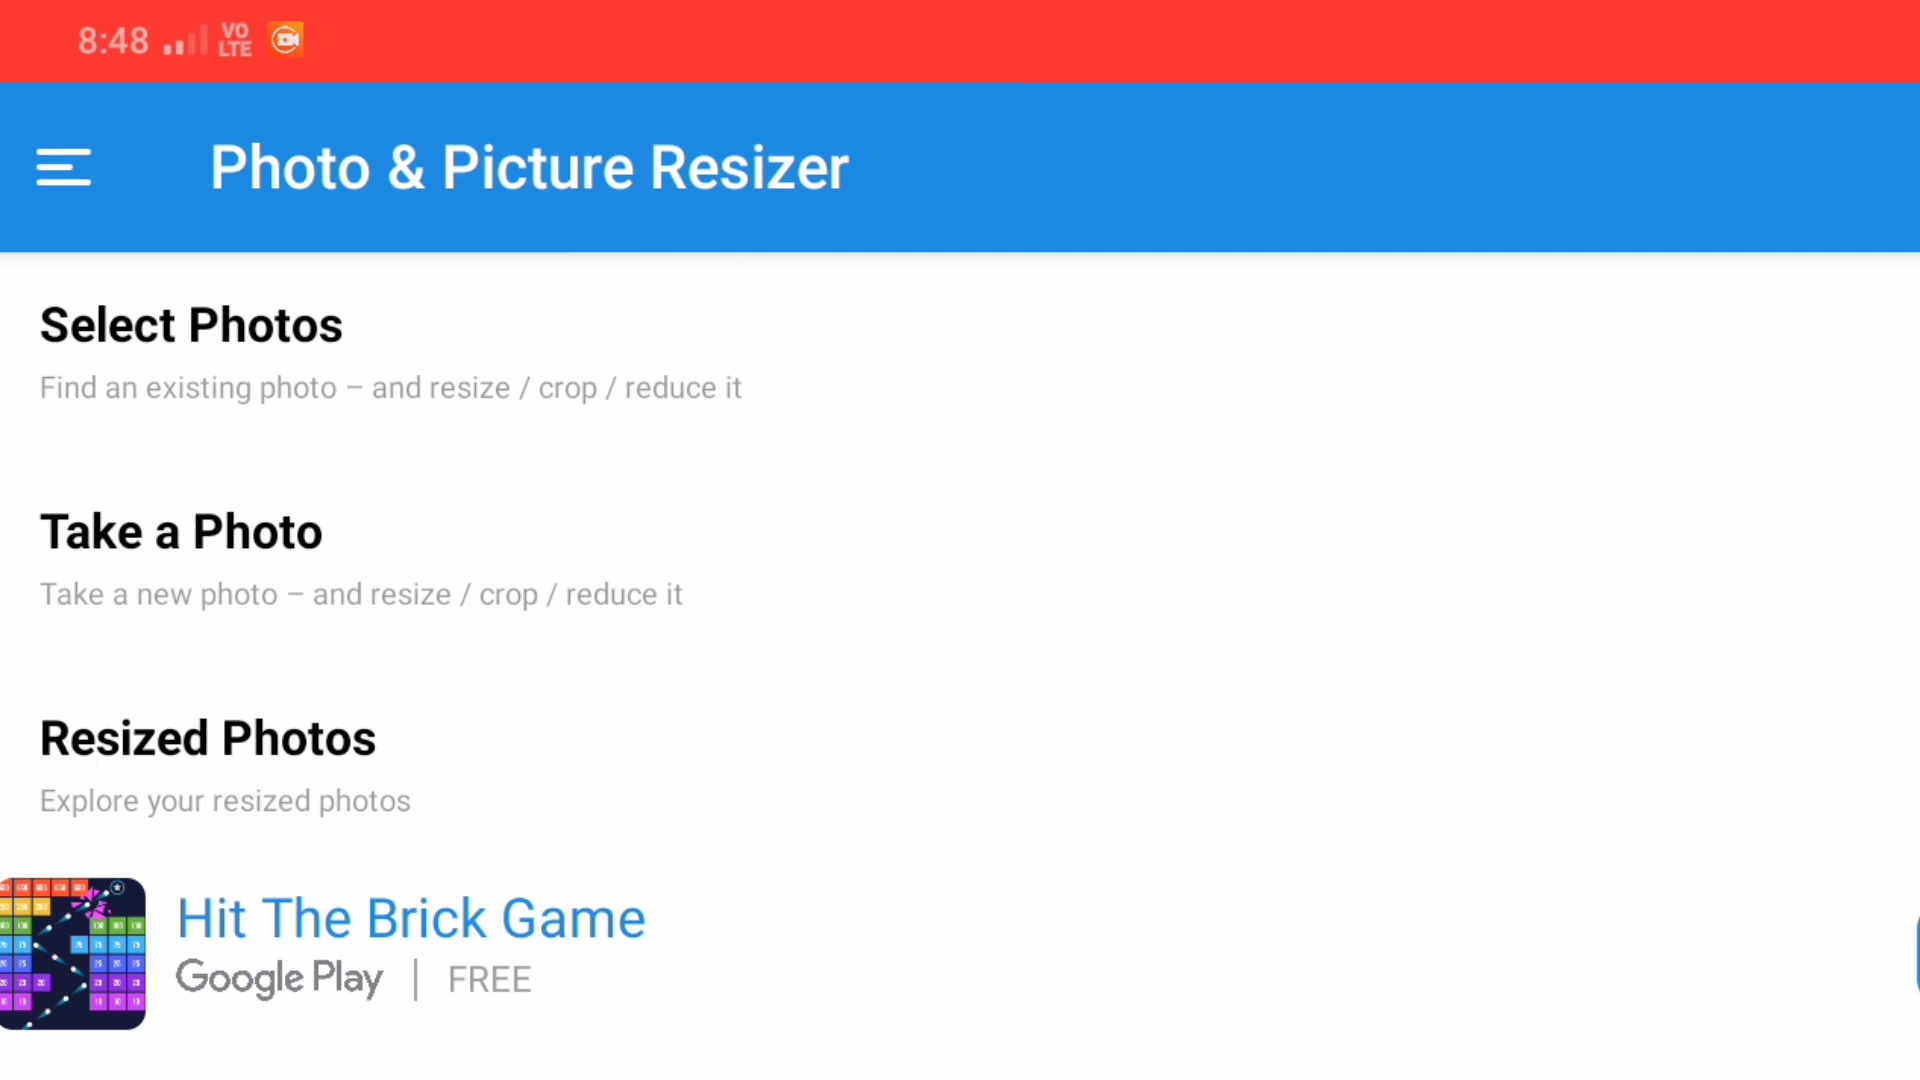 8:48 VO LTE
Photo & Picture Resizer
Select Photos
Find an existing photo – and resize / crop / reduce it
Take a Photo
Take a new photo – and resize / crop / reduce it
Resized Photos
Explore your resized photos
Hit The Brick Game
Google Play | FREE